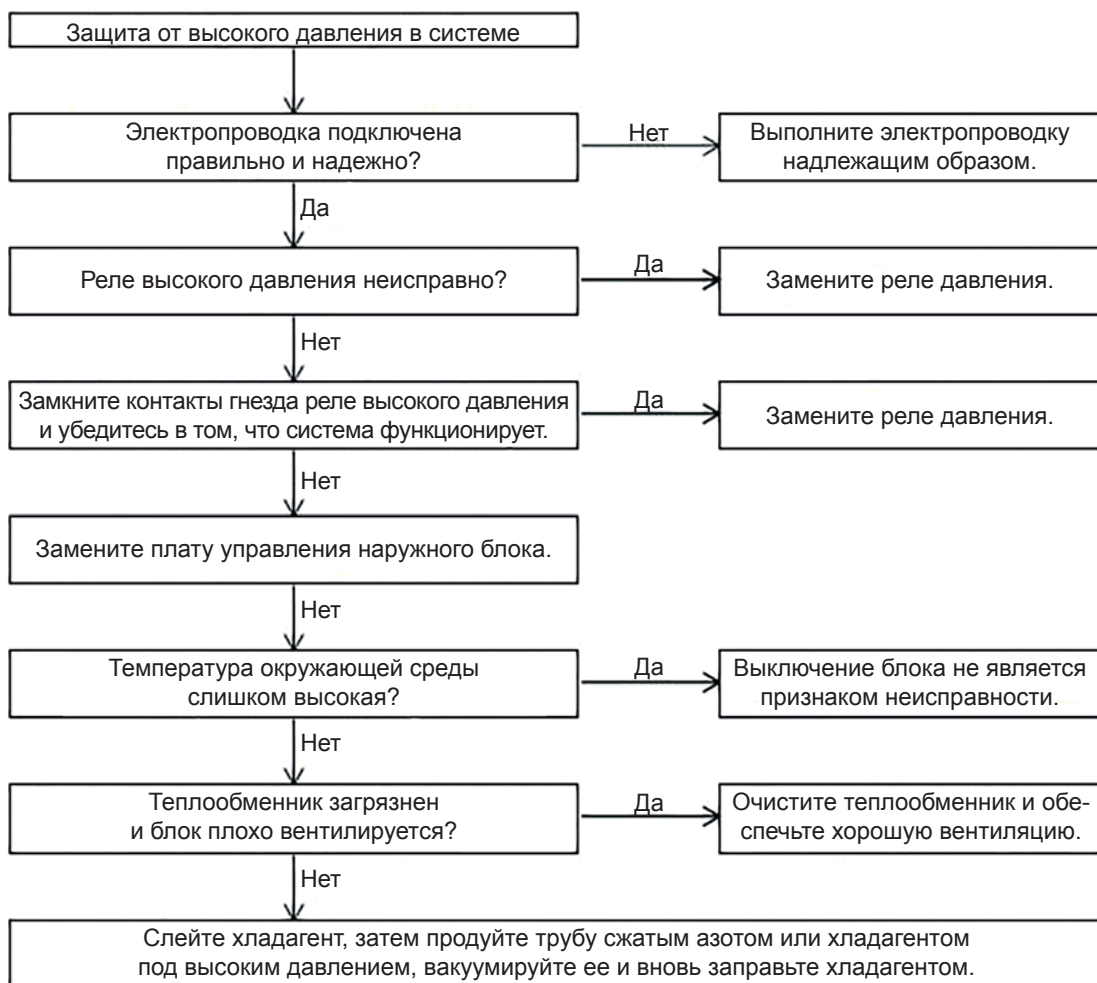 Защита от высокого давления в системе
Электропроводка подключена
правильно и надежно?
Нет
Выполните электропроводку
надлежащим образом.
Да
Реле высокого давления неисправно?
Да
Замените реле давления.
Нет
Замкните контакты гнезда реле высокого давления
и убедитесь в том, что система функционирует.
Да
Замените реле давления.
Нет
Замените плату управления наружного блока.
Нет
Температура окружающей среды
слишком высокая?
Да
Выключение блока не является
признаком неисправности.
Нет
Теплообменник загрязнен
и блок плохо вентилируется?
Да
Очистите теплообменник и обе-
спечьте хорошую вентиляцию.
Нет
Слейте хладагент, затем продуйте трубу сжатым азотом или хладагентом
под высоким давлением, вакуумируйте ее и вновь заправьте хладагентом.